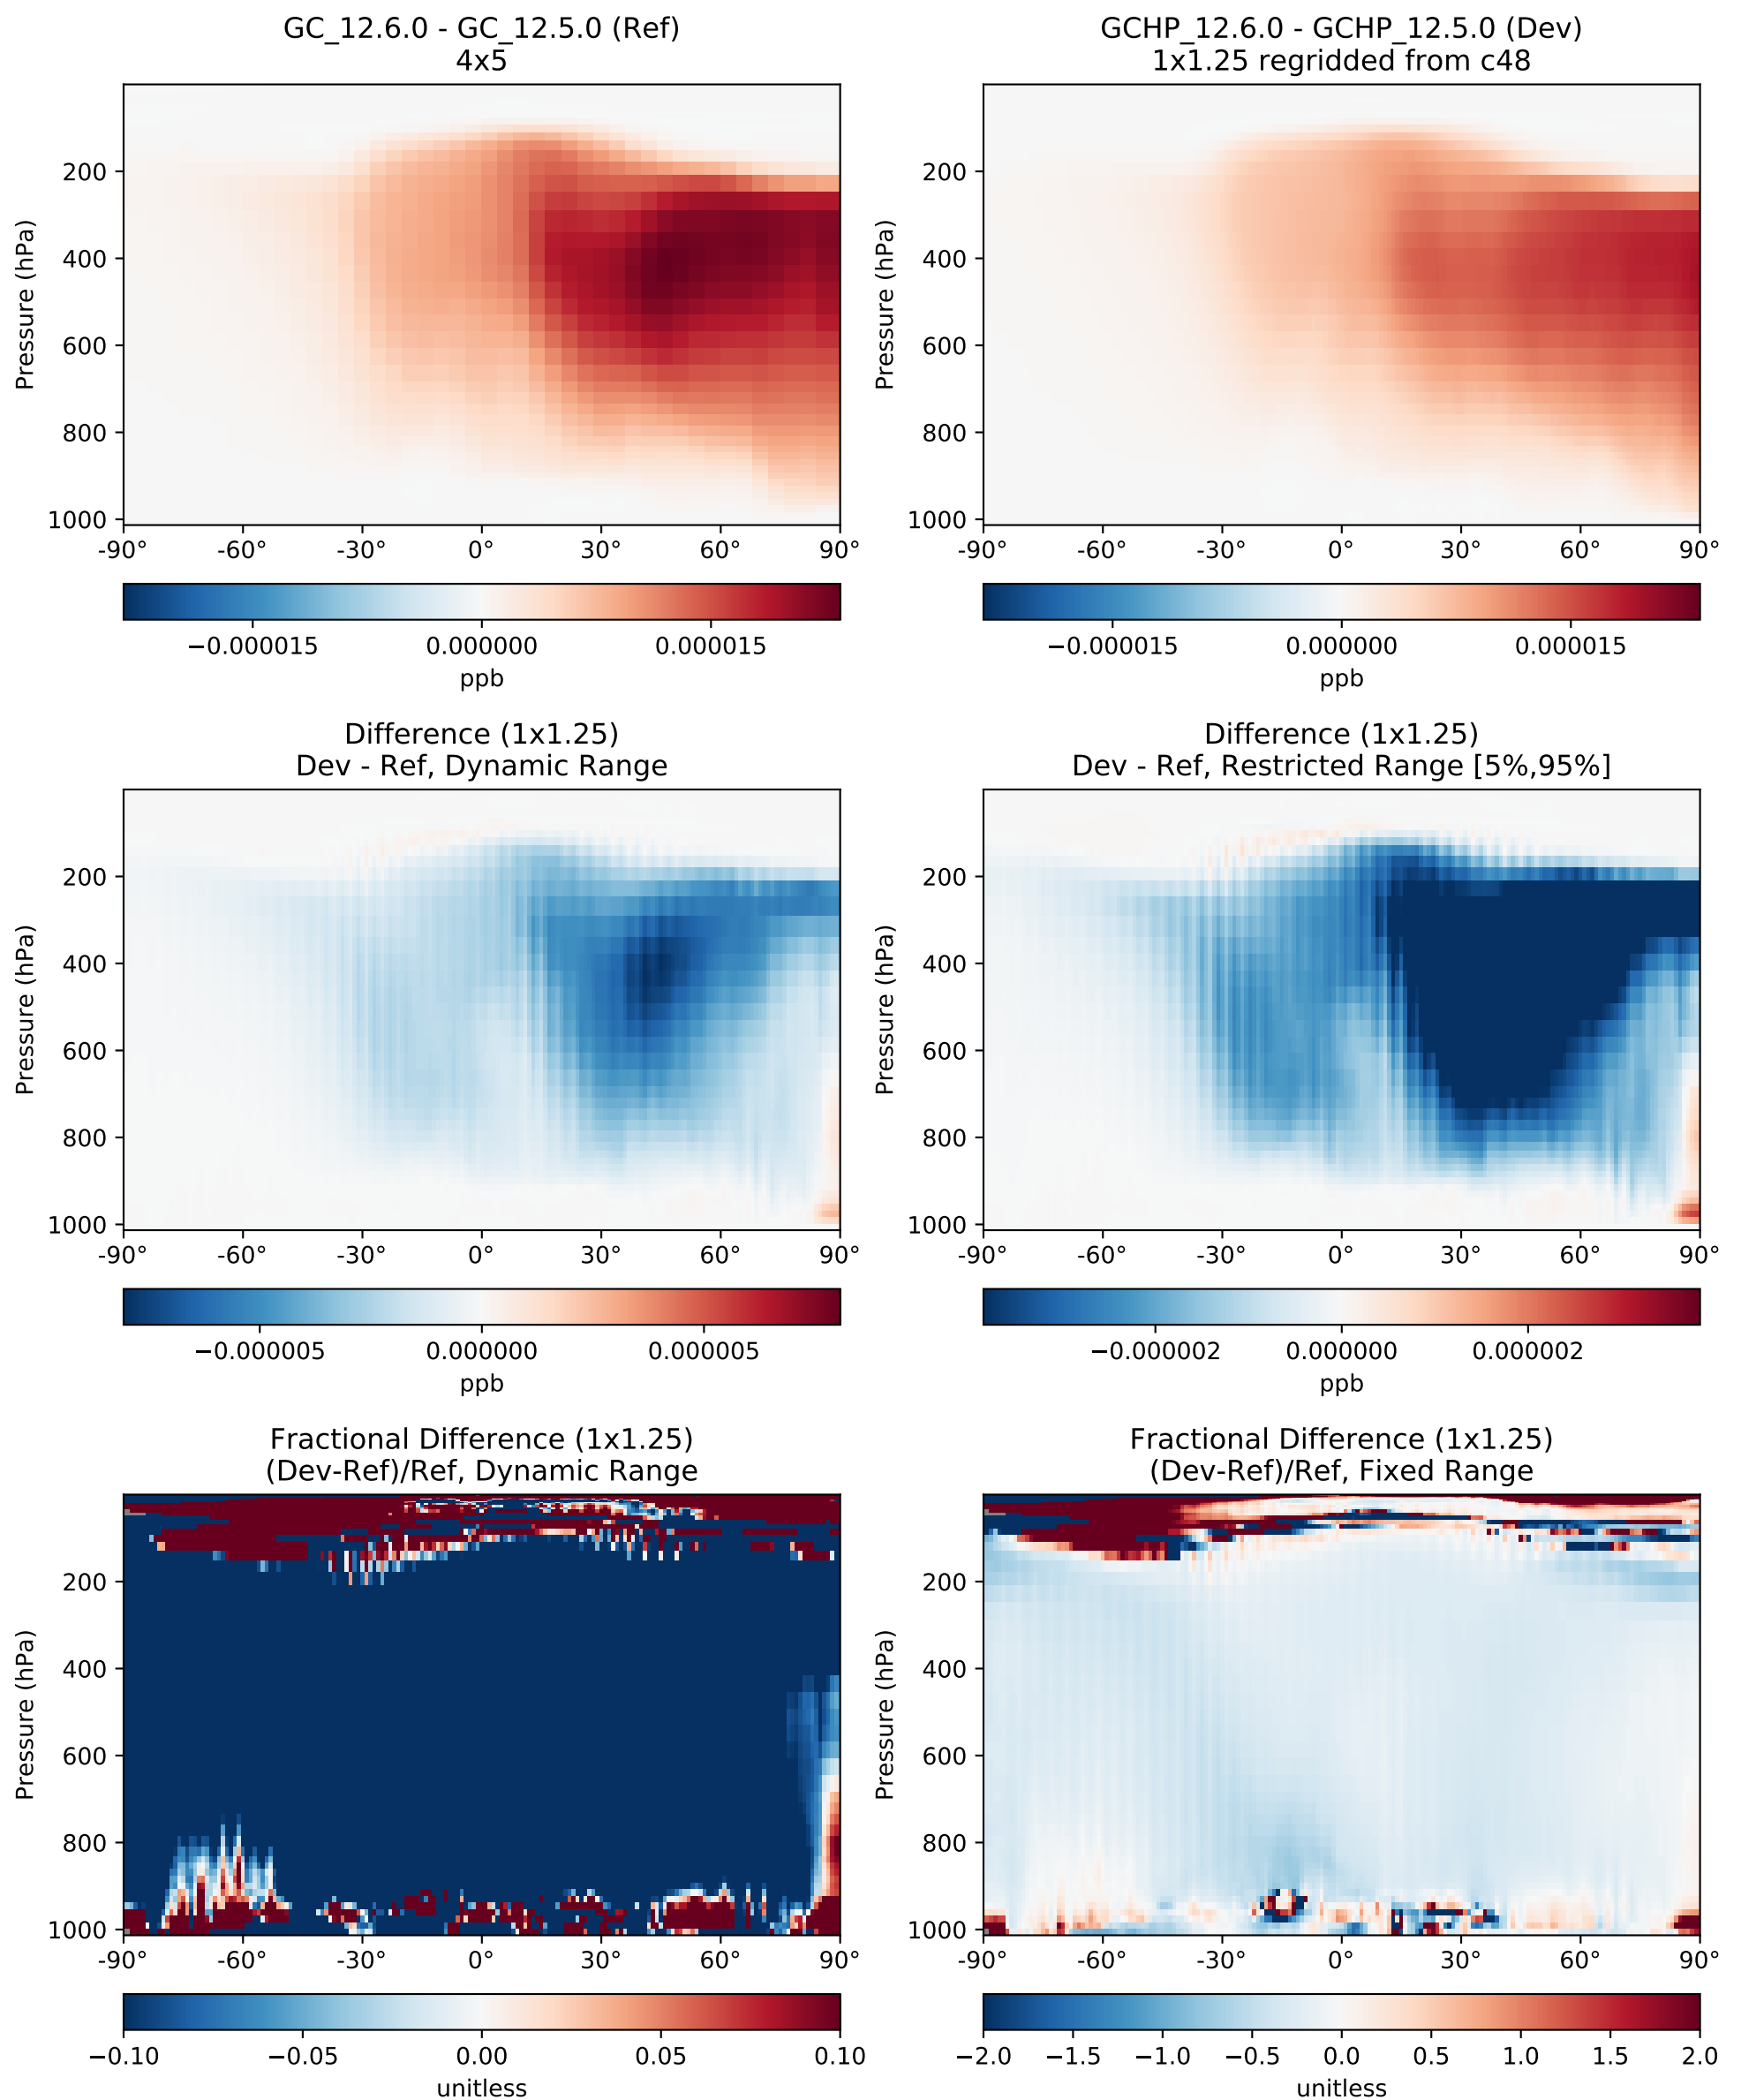 GC_12.6.0 - GC_12.5.0 (Ref)
4x5
GCHP_12.6.0 - GCHP_12.5.0 (Dev)
1x1.25 regridded from c48
Pressure (hPa)
200
400
600
800
1000
-90° -60° -30° 0° 30° 60° 90°
−0.000015 0.000000 0.000015
ppb
Pressure (hPa)
200
400
600
800
1000
-90° -60° -30° 0° 30° 60° 90°
−0.000015 0.000000 0.000015
ppb
Difference (1x1.25)
Dev - Ref, Dynamic Range
Difference (1x1.25)
Dev - Ref, Restricted Range [5%,95%]
Pressure (hPa)
200
400
600
800
1000
-90° -60° -30° 0° 30° 60° 90°
−0.000005 0.000000 0.000005
ppb
Pressure (hPa)
200
400
600
800
1000
-90° -60° -30° 0° 30° 60° 90°
−0.000002 0.000000 0.000002
ppb
Fractional Difference (1x1.25)
(Dev-Ref)/Ref, Dynamic Range
Fractional Difference (1x1.25)
(Dev-Ref)/Ref, Fixed Range
Pressure (hPa)
200
400
600
800
1000
-90° -60° -30° 0° 30° 60° 90°
−0.10 −0.05 0.00 0.05 0.10
unitless
Pressure (hPa)
200
400
600
800
1000
-90° -60° -30° 0° 30° 60° 90°
−2.0 −1.5 −1.0 −0.5 0.0 0.5 1.0 1.5 2.0
unitless